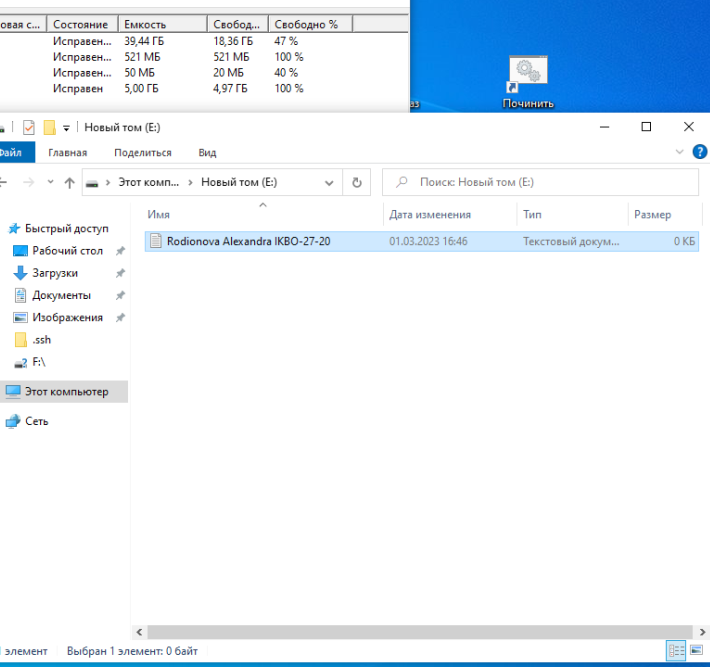 овая с... Состояние Емкость Свобод... Свободно %
Исправен... 39,44 ГБ 18,36 ГБ 47 %
Исправен... 521 МБ 521 МБ 100 %
Исправен... 50 МБ 20 МБ 40 %
Исправен 5,00 ГБ 4,97 ГБ 100 %
аз
Починить
Новый том (E:)
Файл Главная Поделиться Вид
Этот комп... Новый том (E:)
Поиск: Новый том (E:)
Имя Дата изменения Тип Размер
Rodionova Alexandra IKBO-27-20 01.03.2023 16:46 Текстовый докум... 0 КБ
Быстрый доступ
Рабочий стол
Загрузки
Документы
Изображения
.ssh
F:\
Этот компьютер
Сеть
элемент Выбран 1 элемент: 0 байт